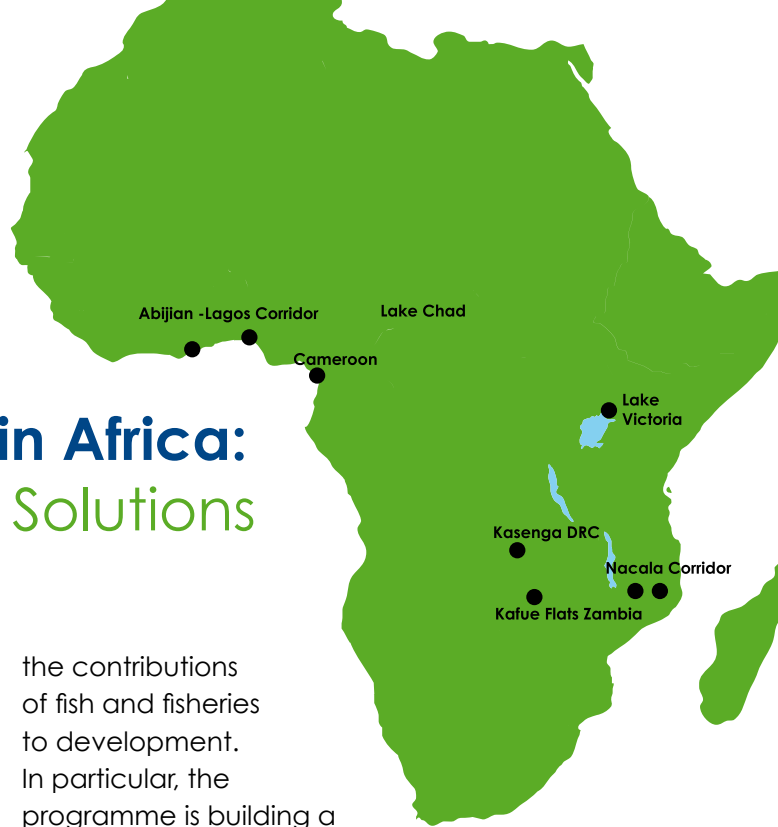 Abijian -Lagos Corridor
Lake Chad
Cameroon
Lake
Victoria
in Africa:
Solutions
Kasenga DRC
Nacala Corridor
Kafue Flats Zambia
the contributions
of fish and fisheries
to development.
In particular, the
programme is building a